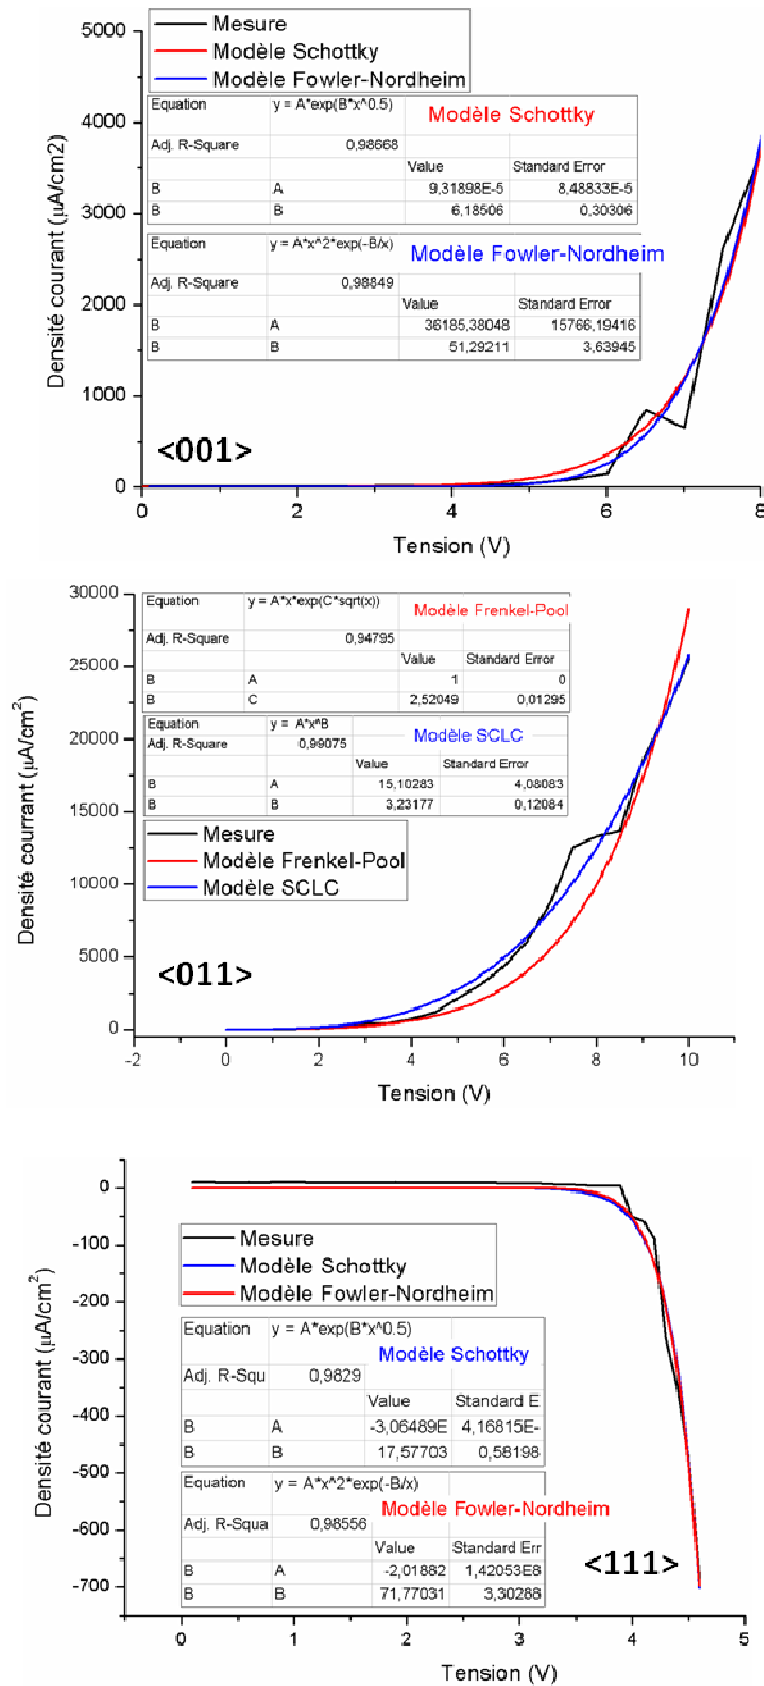 5000
4000
3000
2000
1000
0
Densité courant (μA/cm2)
Mesure
Modèle Schottky
Modèle Fowler-Nordheim
Equation y = A*exp(B*x^0.5) Modèle Schottky
Adj. R-Square 0,98668
Value Standard Error
B A 9,31898E-5 8,48833E-5
B B 6,18506 0,30306
Equation y = A*x^2*exp(-B/x) Modèle Fowler-Nordheim
Adj. R-Square 0,98849
Value Standard Error
B A 36185,38048 15766,19416
B B 51,29211 3,63945
<001>
0 2 4 6 8
Tension (V)
30000
25000
20000
15000
10000
5000
0
Densité courrant (μA/cm²)
Equation y = A*x*exp(C*sqrt(x)) Modèle Frenkel-Pool
Adj. R-Square 0,94795
Value Standard Error
B A 1 0
B C 2,52049 0,01295
Equation y = A*x^B
Adj. R-Square 0,99075 Modèle SCLC
Value Standard Error
B A 15,10283 4,08083
B B 3,23177 0,12084
Mesure
Modèle Frenkel-Pool
Modèle SCLC
<011>
-2 0 2 4 6 8 10
Tension (V)
0
-100
-200
-300
-400
-500
-600
-700
Densité courant (μA/cm²)
Mesure
Modèle Schottky
Modèle Fowler-Nordheim
Equation y = A*exp(B*x^0.5)
Modèle Schottky
Adj. R-Squ 0,9829
Value Standard E.
B A -3,06489E 4,16815E-
B B 17,57703 0,58198
Equation y = A*x^2*exp(-B/x)
Modèle Fowler-Nordheim
Adj. R-Squa 0,98556
Value Standard Err
B A -2,01882 1,42053E8
B B 71,77031 3,30288
<111>
0 1 2 3 4 5
Tension (V)